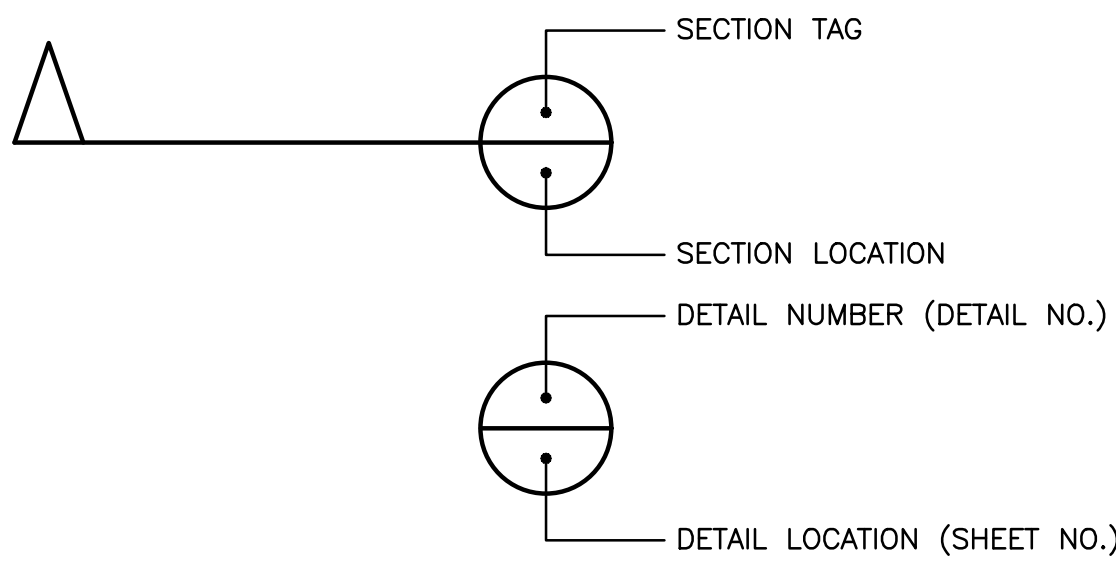 SECTION TAG
SECTION LOCATION
DETAIL NUMBER (DETAIL NO.)
DETAIL LOCATION (SHEET NO.)